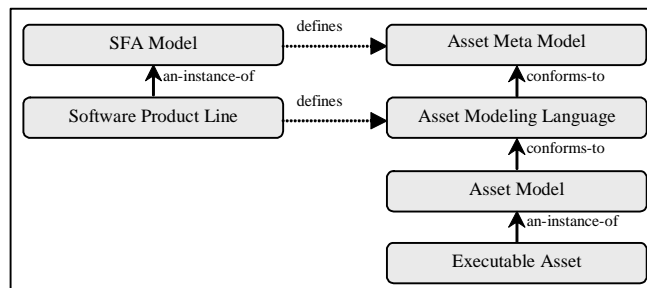 SFA Model
defines
Asset Meta Model
an-instance-of
conforms-to
Software Product Line
defines
Asset Modeling Language
conforms-to
Asset Model
an-instance-of
Executable Asset